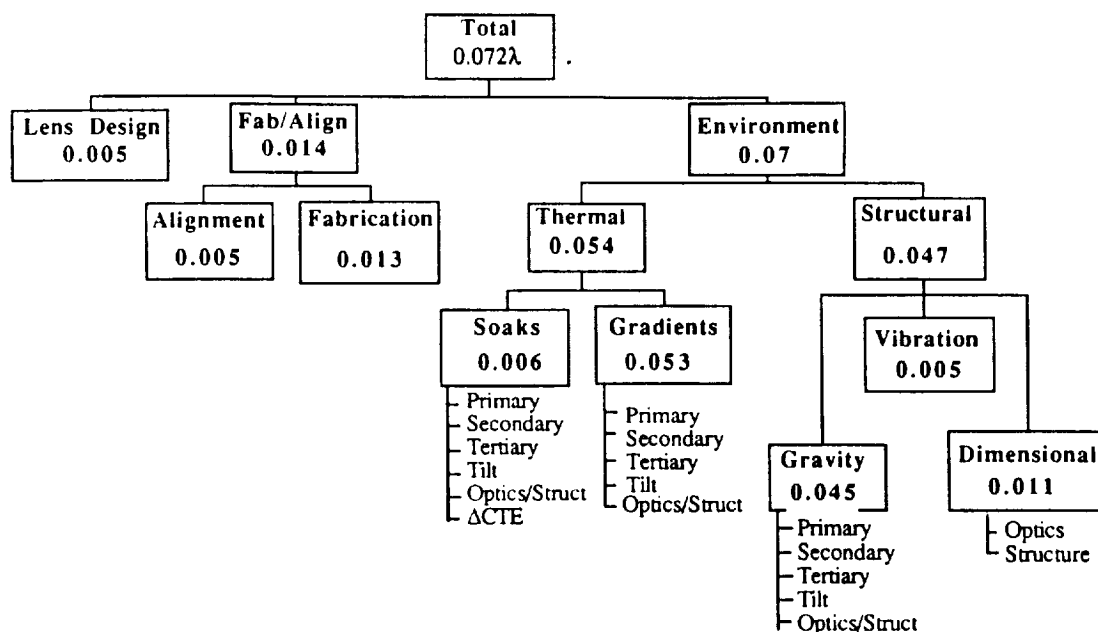 Total
0.072λ
Lens Design
0.005
Fab/Align
0.014
Environment
0.07
Alignment
0.005
Fabrication
0.013
Thermal
0.054
Structural
0.047
Soaks
0.006
Gradients
0.053
Vibration
0.005
Primary
Secondary
Tertiary
Tilt
Optics/Struct
ΔCTE
Primary
Secondary
Tertiary
Tilt
Optics/Struct
Gravity
0.045
Dimensional
0.011
Primary
Secondary
Tertiary
Tilt
Optics/Struct
Optics
Structure